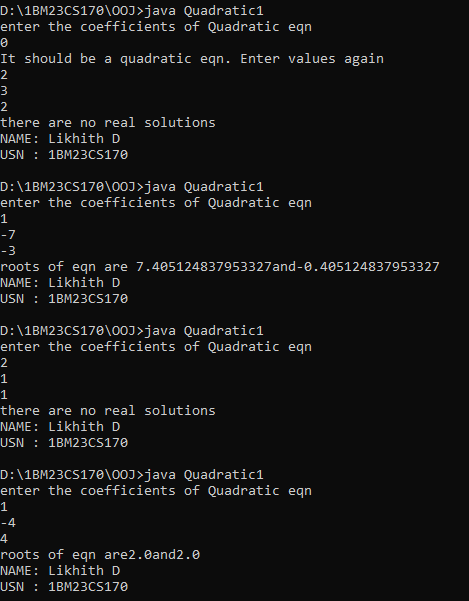 D:\1BM23CS170\OOJ>java Quadratic1
enter the coefficients of Quadratic eqn
0
It should be a quadratic eqn. Enter values again
2
3
2
there are no real solutions
NAME: Likhith D
USN : 1BM23CS170
D:\1BM23CS170\OOJ>java Quadratic1
enter the coefficients of Quadratic eqn
1
-7
-3
roots of eqn are 7.405124837953327and-0.405124837953327
NAME: Likhith D
USN : 1BM23CS170
D:\1BM23CS170\OOJ>java Quadratic1
enter the coefficients of Quadratic eqn
2
1
1
there are no real solutions
NAME: Likhith D
USN : 1BM23CS170
D:\1BM23CS170\OOJ>java Quadratic1
enter the coefficients of Quadratic eqn
1
-4
4
roots of eqn are2.0and2.0
NAME: Likhith D
USN : 1BM23CS170